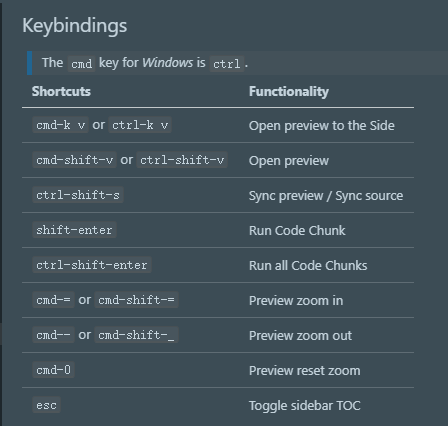 Keybindings
The cmd key for Windows is ctrl.
Shortcuts Functionality
cmd-k v or ctrl-k v Open preview to the Side
cmd-shift-v or ctrl-shift-v Open preview
ctrl-shift-s Sync preview / Sync source
shift-enter Run Code Chunk
ctrl-shift-enter Run all Code Chunks
cmd-= or cmd-shift-= Preview zoom in
cmd-- or cmd-shift-_ Preview zoom out
cmd-0 Preview reset zoom
esc Toggle sidebar TOC